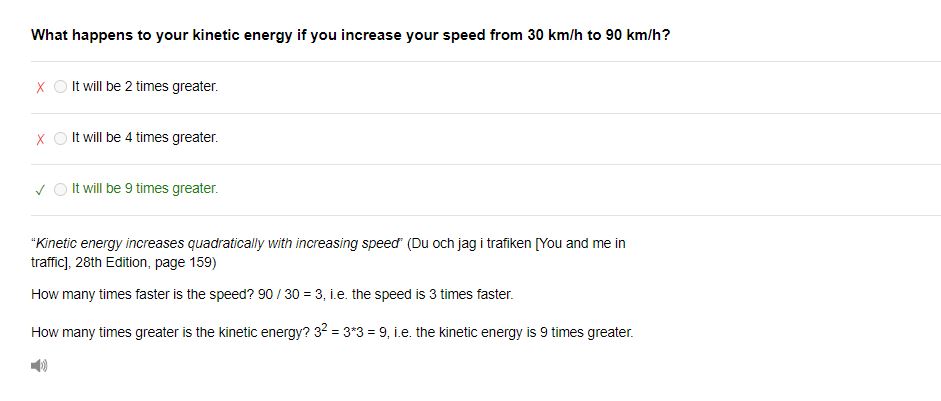 What happens to your kinetic energy if you increase your speed from 30 km/h to 90 km/h?
It will be 2 times greater.
It will be 4 times greater.
It will be 9 times greater.
“Kinetic energy increases quadratically with increasing speed” (Du och jag i trafiken [You and me in
traffic], 28th Edition, page 159)
How many times faster is the speed? 90 / 30 = 3, i.e. the speed is 3 times faster.
How many times greater is the kinetic energy? 3² = 3*3 = 9, i.e. the kinetic energy is 9 times greater.